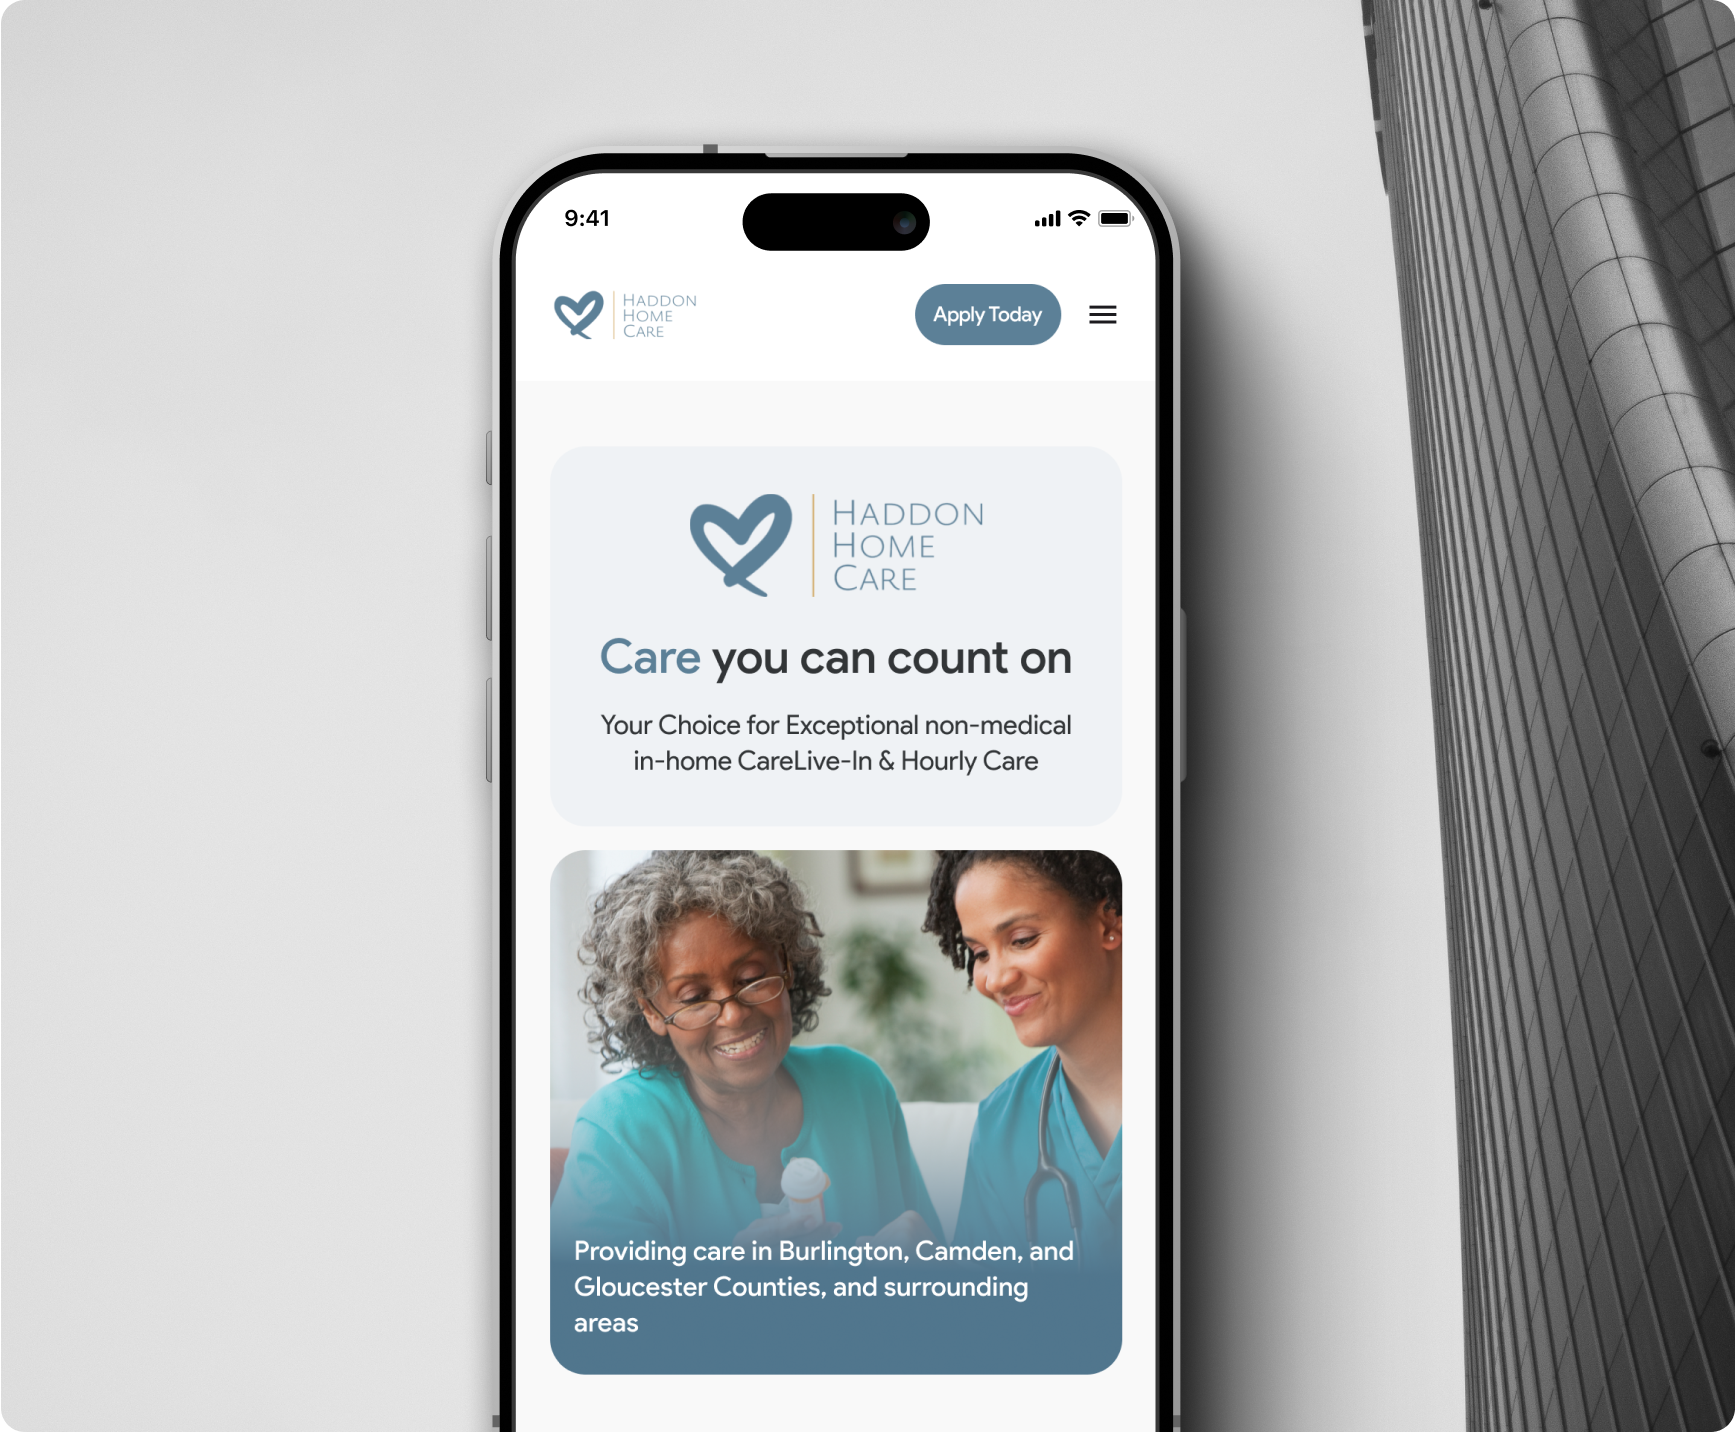 9:41
HADDON
HOME
CARE
Apply Today
HADDON
HOME
CARE
Care you can count on
Your Choice for Exceptional non-medical
in-home CareLive-In & Hourly Care
Providing care in Burlington, Camden, and
Gloucester Counties, and surrounding
areas